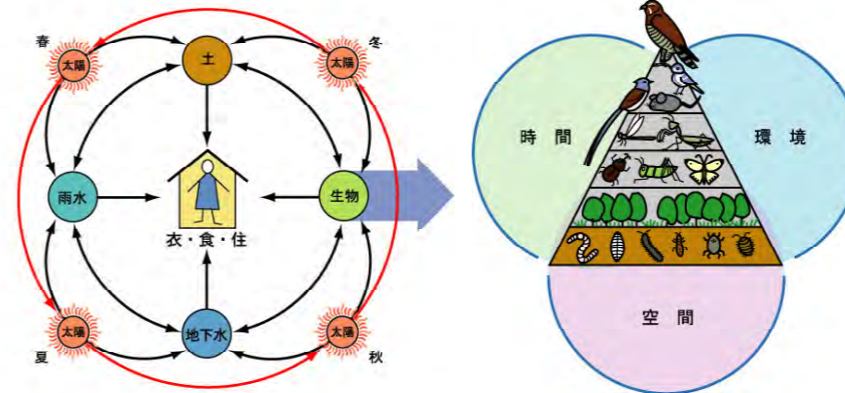 春
太陽
土
太陽
冬
雨水
生物
衣・食・住
太陽
地下水
太陽
夏
秋
時間
環境
空間